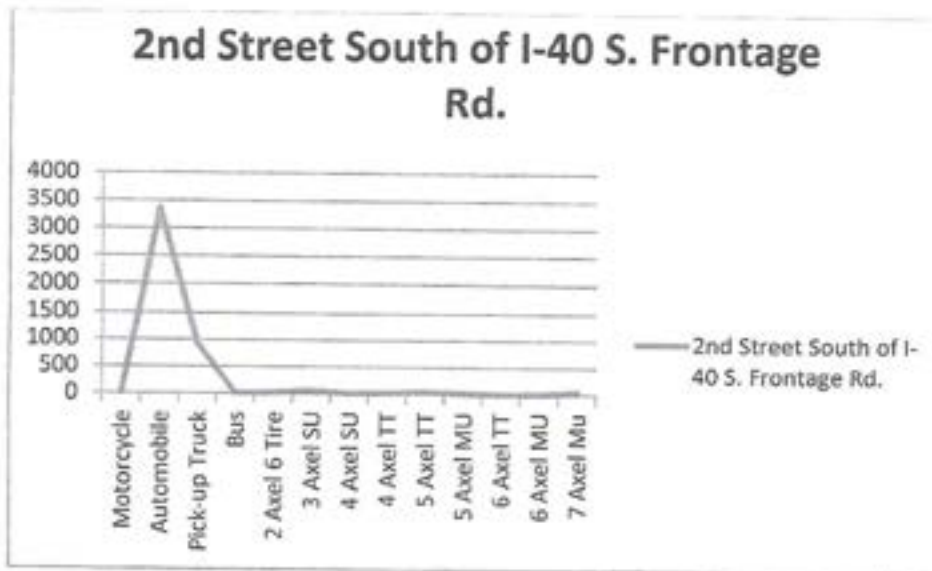 2nd Street South of I-40 S. Frontage
Rd.
4000
3500
3000
2500
2000
1500
1000
500
0
Motorcycle
Automobile
Pick-up Truck
Bus
2 Axel 6 Tire
3 Axel SU
4 Axel SU
4 Axel TT
5 Axel TT
5 Axel MU
6 Axel TT
6 Axel MU
7 Axel Mu
2nd Street South of I-
40 S. Frontage Rd.